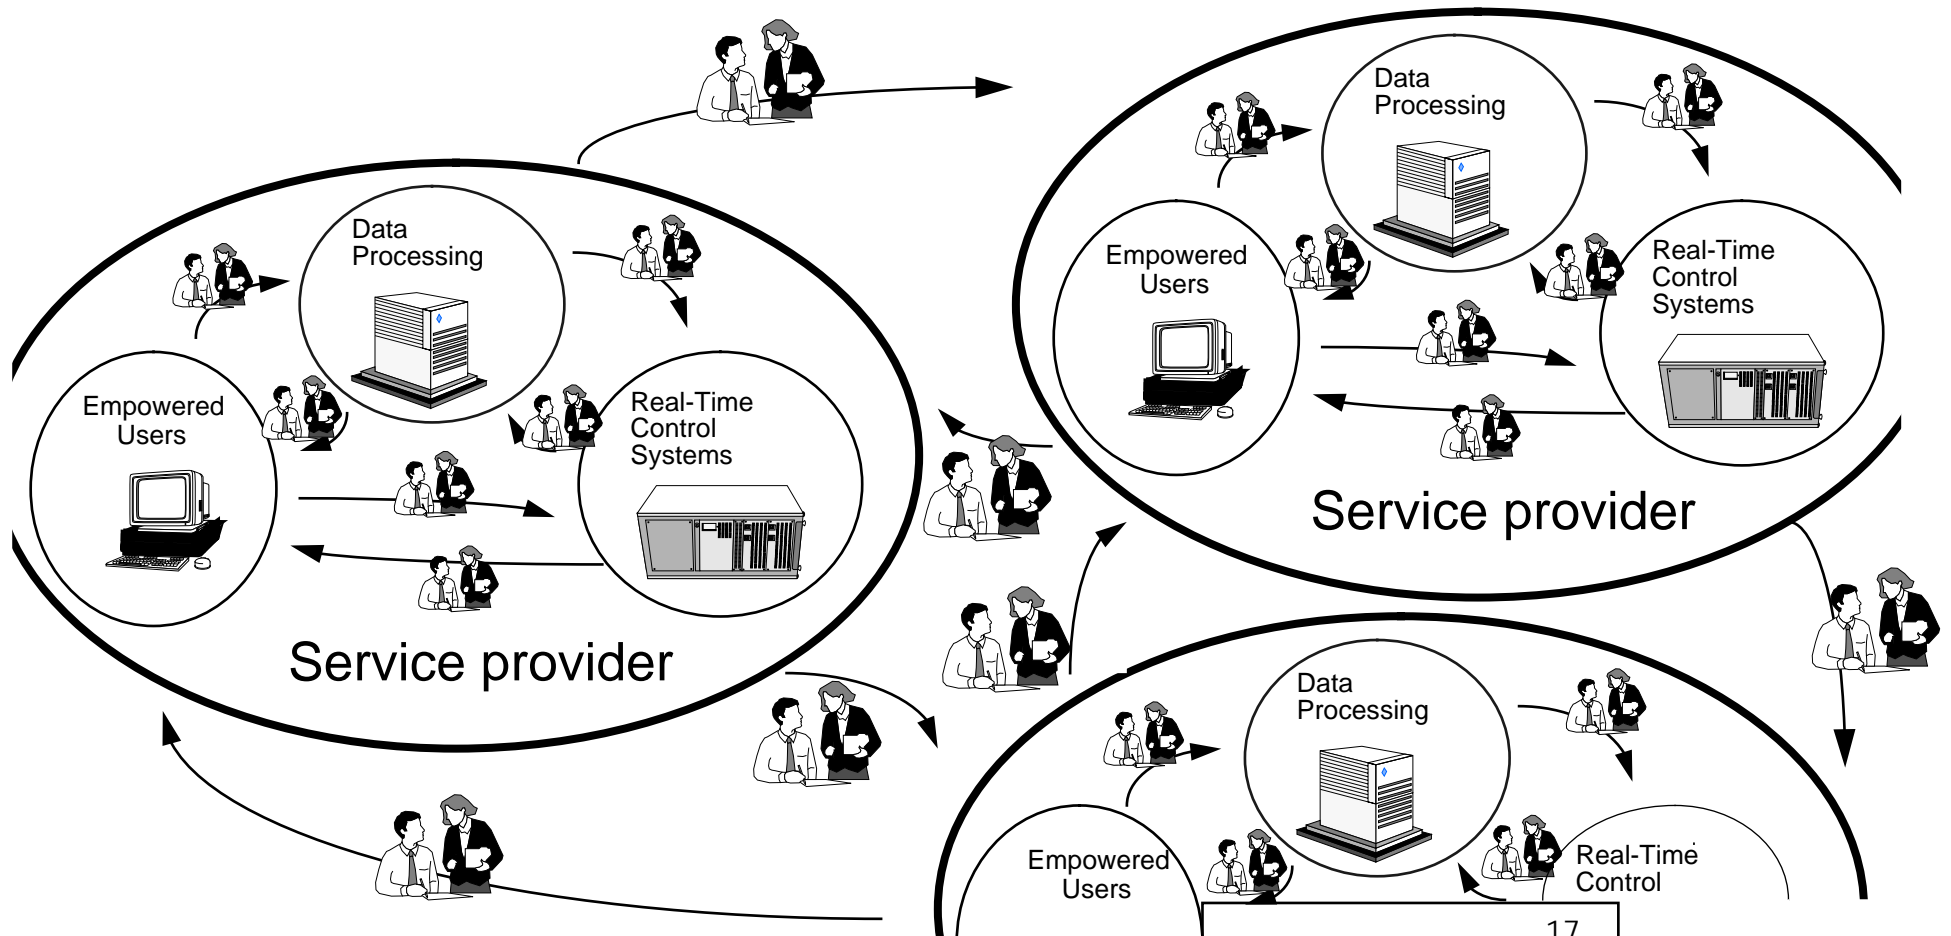 Data
Processing
Empowered
Users
Real-Time
Control
Systems
Service provider
Data
Processing
Empowered
Users
Real-Time
Control
Systems
Service provider
Data
Processing
Empowered
Users
Real-Time
Control
17